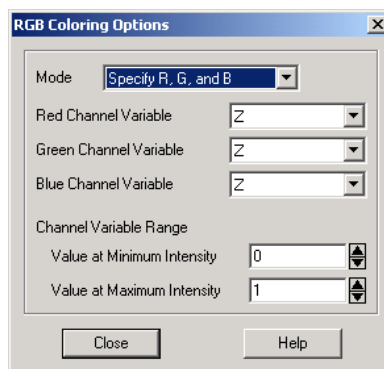 RGB Coloring Options
Mode Specify R, G, and B
Red Channel Variable Z
Green Channel Variable Z
Blue Channel Variable Z
Channel Variable Range
Value at Minimum Intensity 0
Value at Maximum Intensity 1
Close Help